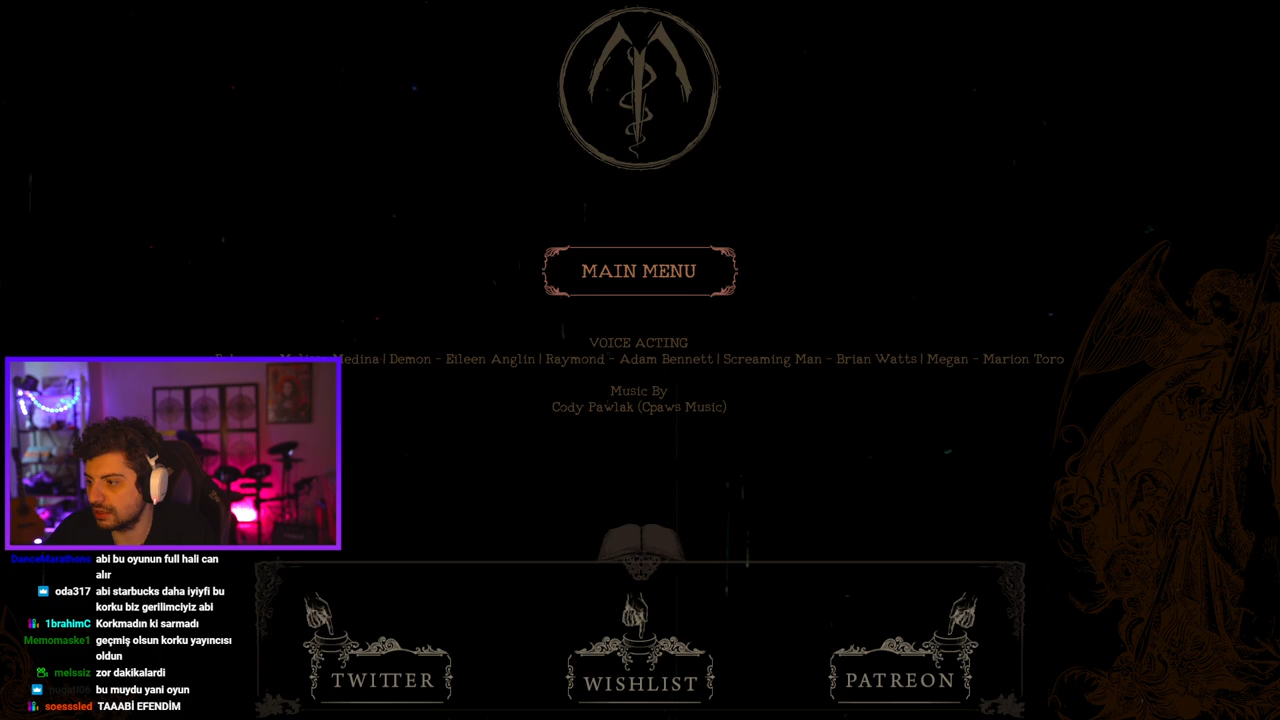 MAIN MENU
VOICE ACTING
Medina | Demon - Eileen Anglin | Raymond - Adam Bennett | Screaming Man - Brian Watts | Megan - Marion Toro
Music By
Cody Pawlak (Cpaws Music)
DanceMarathons abi bu oyunun full hali can
alır
oda317 abi starbucks daha iyiyfi bu
korku biz gerilimciyiz abi
1brahImC Korkmadın ki sarmadı
Memomaske1 geçmiş olsun korku yayıncısı
oldun
melssiz zor dakikalardi
bu muydu yani oyun
soesssled TAAABİ EFENDİM
TWITTER
WISHLIST
PATREON